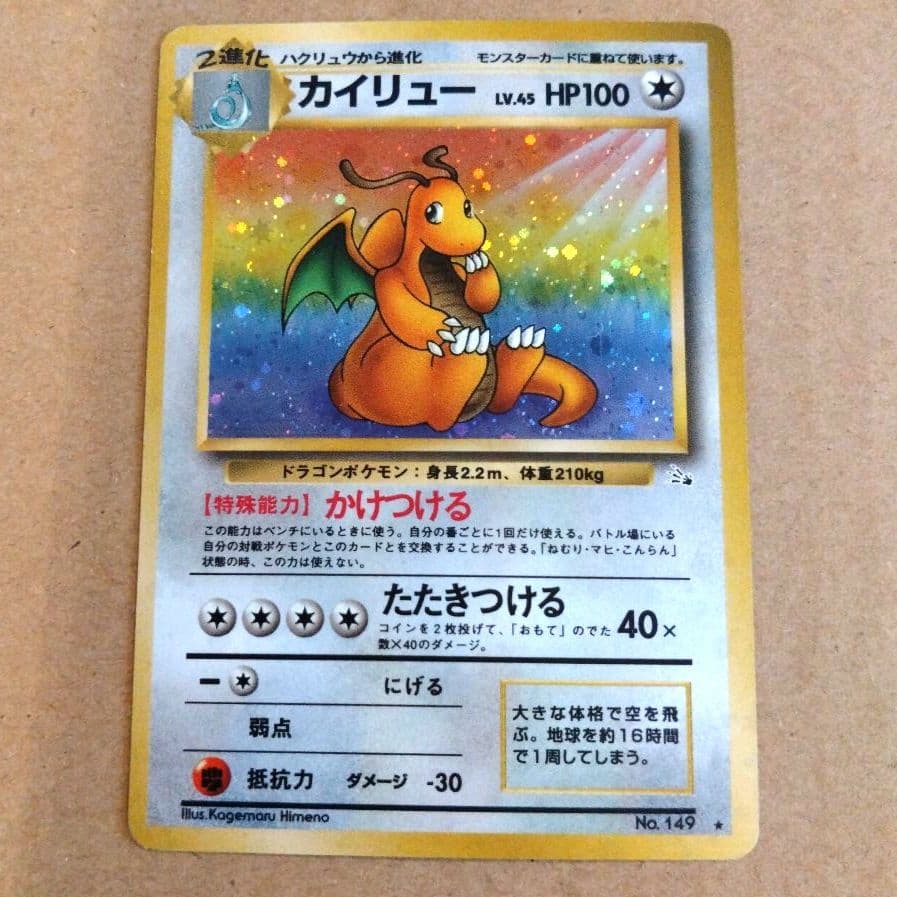 2進化 ハクリュウから進化 モンスターカードに重ねて使います。
カイリュー LV.45 HP100
ドラゴンポケモン：身長2.2m、体重210kg
【特殊能力】かけつける
この能力はベンチにいるときに使う。自分の番ごとに1回だけ使える。バトル場にいる
自分の対戦ポケモンとこのカードとを交換することができる。「ねむり・マヒ・こんらん」
状態の時、この力は使えない。
たたきつける
コインを2枚投げて、「おもて」のでた
数×40のダメージ。
40×
ー にげる
弱点
抵抗力 ダメージ -30
大きな体格で空を飛
ぶ。地球を約16時間
で1周してしまう。
Illus.Kagemaru Himeno
No. 149 ★